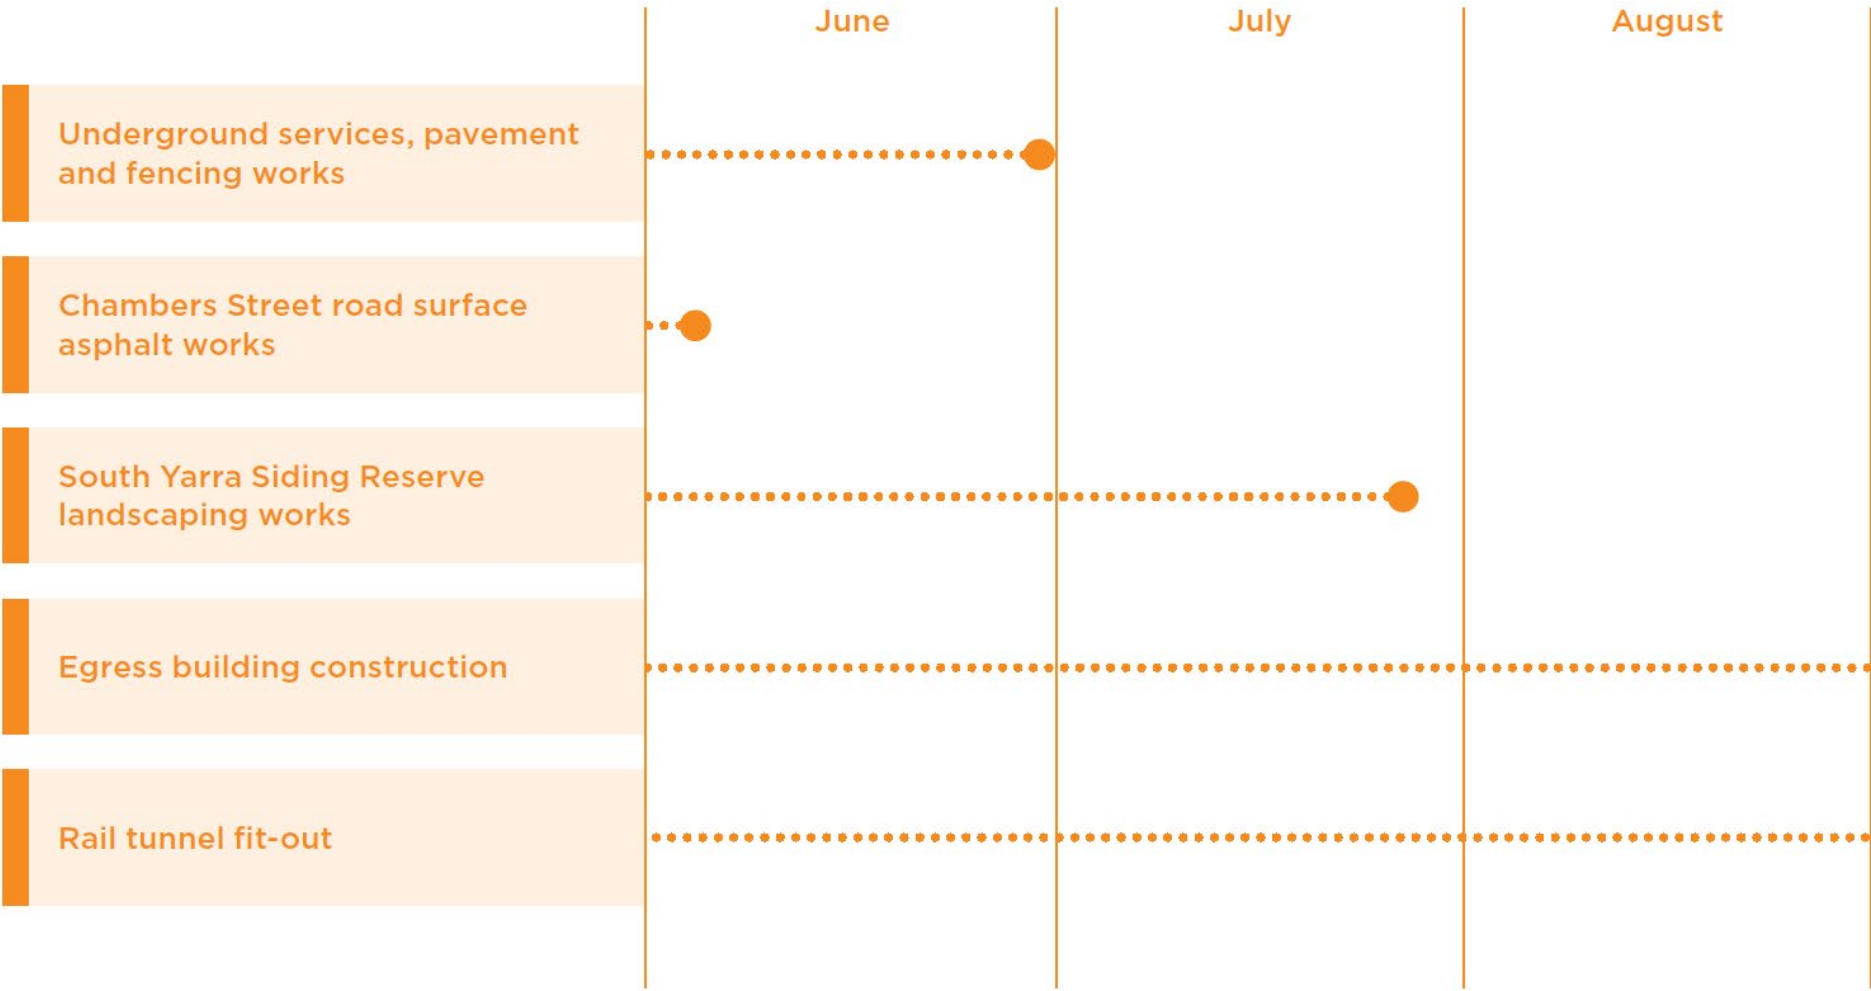 June
July
August
Underground services, pavement
and fencing works
Chambers Street road surface
asphalt works
South Yarra Siding Reserve
landscaping works
Egress building construction
Rail tunnel fit-out